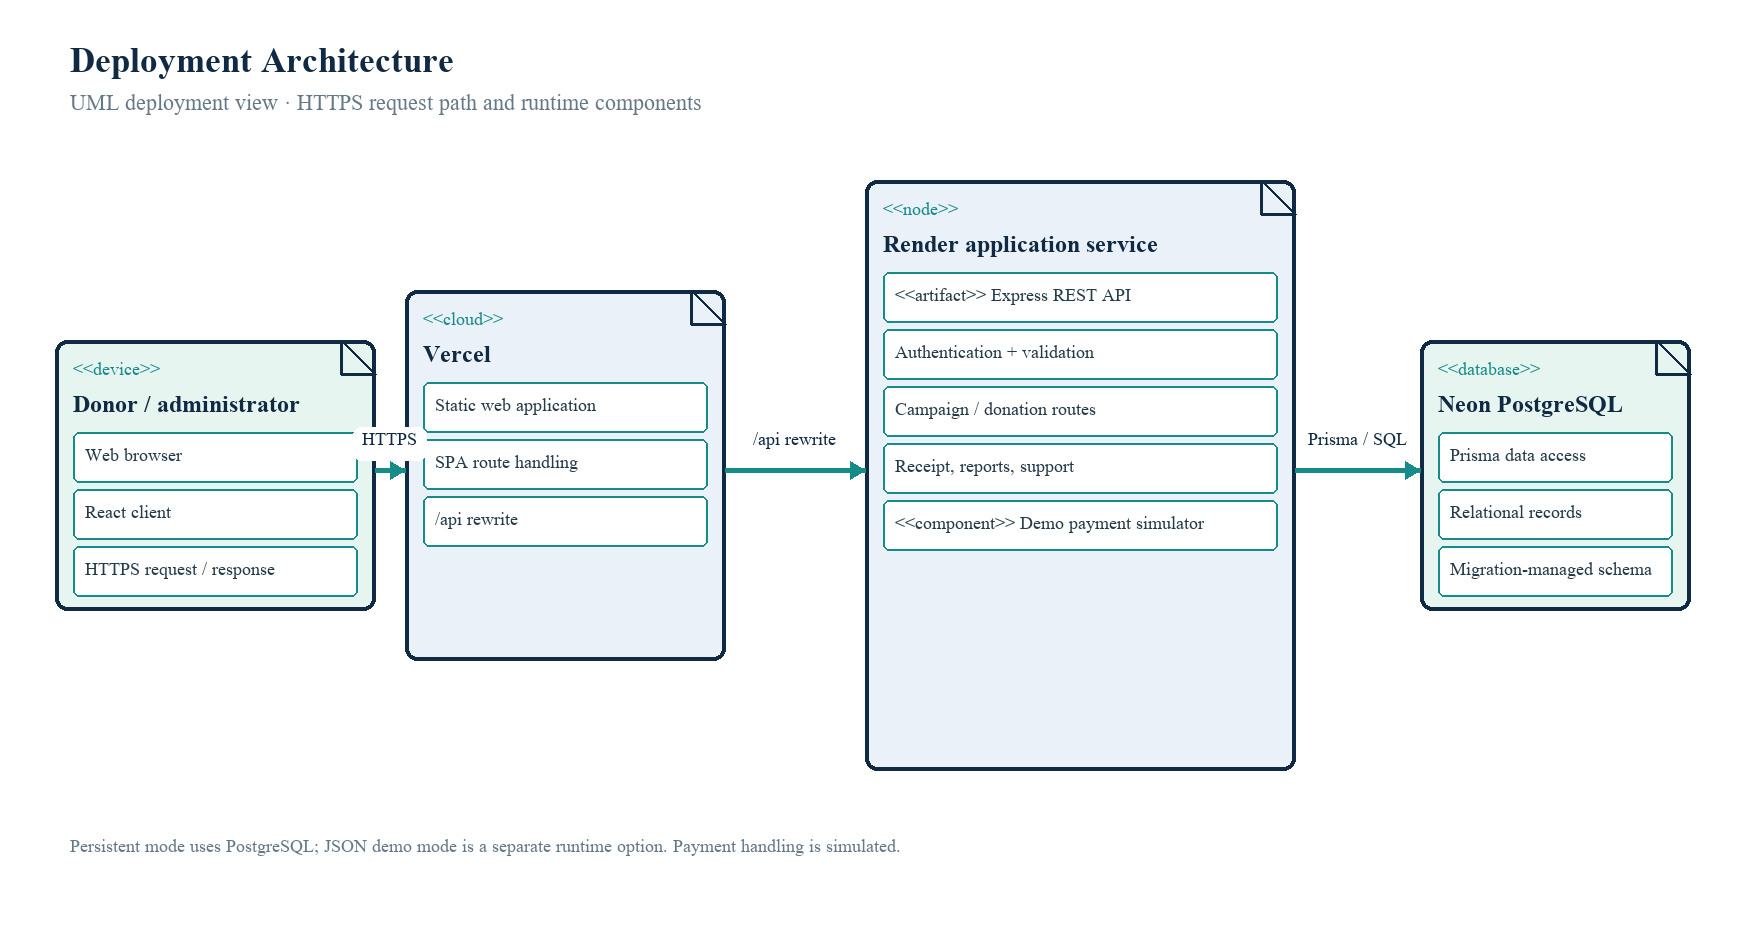 Deployment Architecture
UML deployment view · HTTPS request path and runtime components
<<device>>
Donor / administrator
Web browser
React client
HTTPS request / response
HTTPS
<<cloud>>
Vercel
Static web application
SPA route handling
/api rewrite
/api rewrite
<<node>>
Render application service
<<artifact>> Express REST API
Authentication + validation
Campaign / donation routes
Receipt, reports, support
<<component>> Demo payment simulator
Prisma / SQL
<<database>>
Neon PostgreSQL
Prisma data access
Relational records
Migration-managed schema
Persistent mode uses PostgreSQL; JSON demo mode is a separate runtime option. Payment handling is simulated.